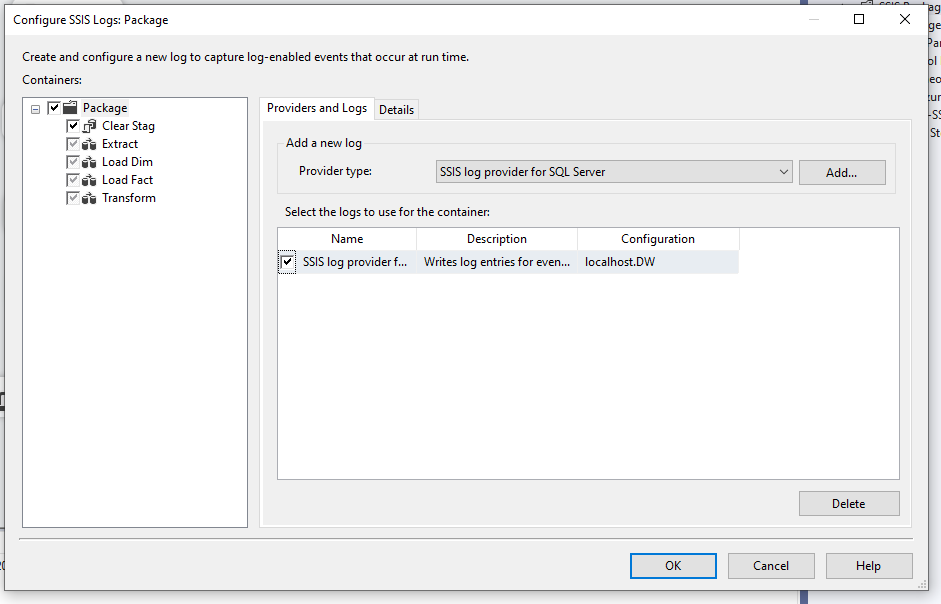 Configure SSIS Logs: Package
Create and configure a new log to capture log-enabled events that occur at run time.
Containers:
Package
Clear Stag
Extract
Load Dim
Load Fact
Transform
Providers and Logs
Details
Add a new log
Provider type:
SSIS log provider for SQL Server
Add...
Select the logs to use for the container:
Name
Description
Configuration
SSIS log provider f...
Writes log entries for even...
localhost.DW
Delete
OK
Cancel
Help